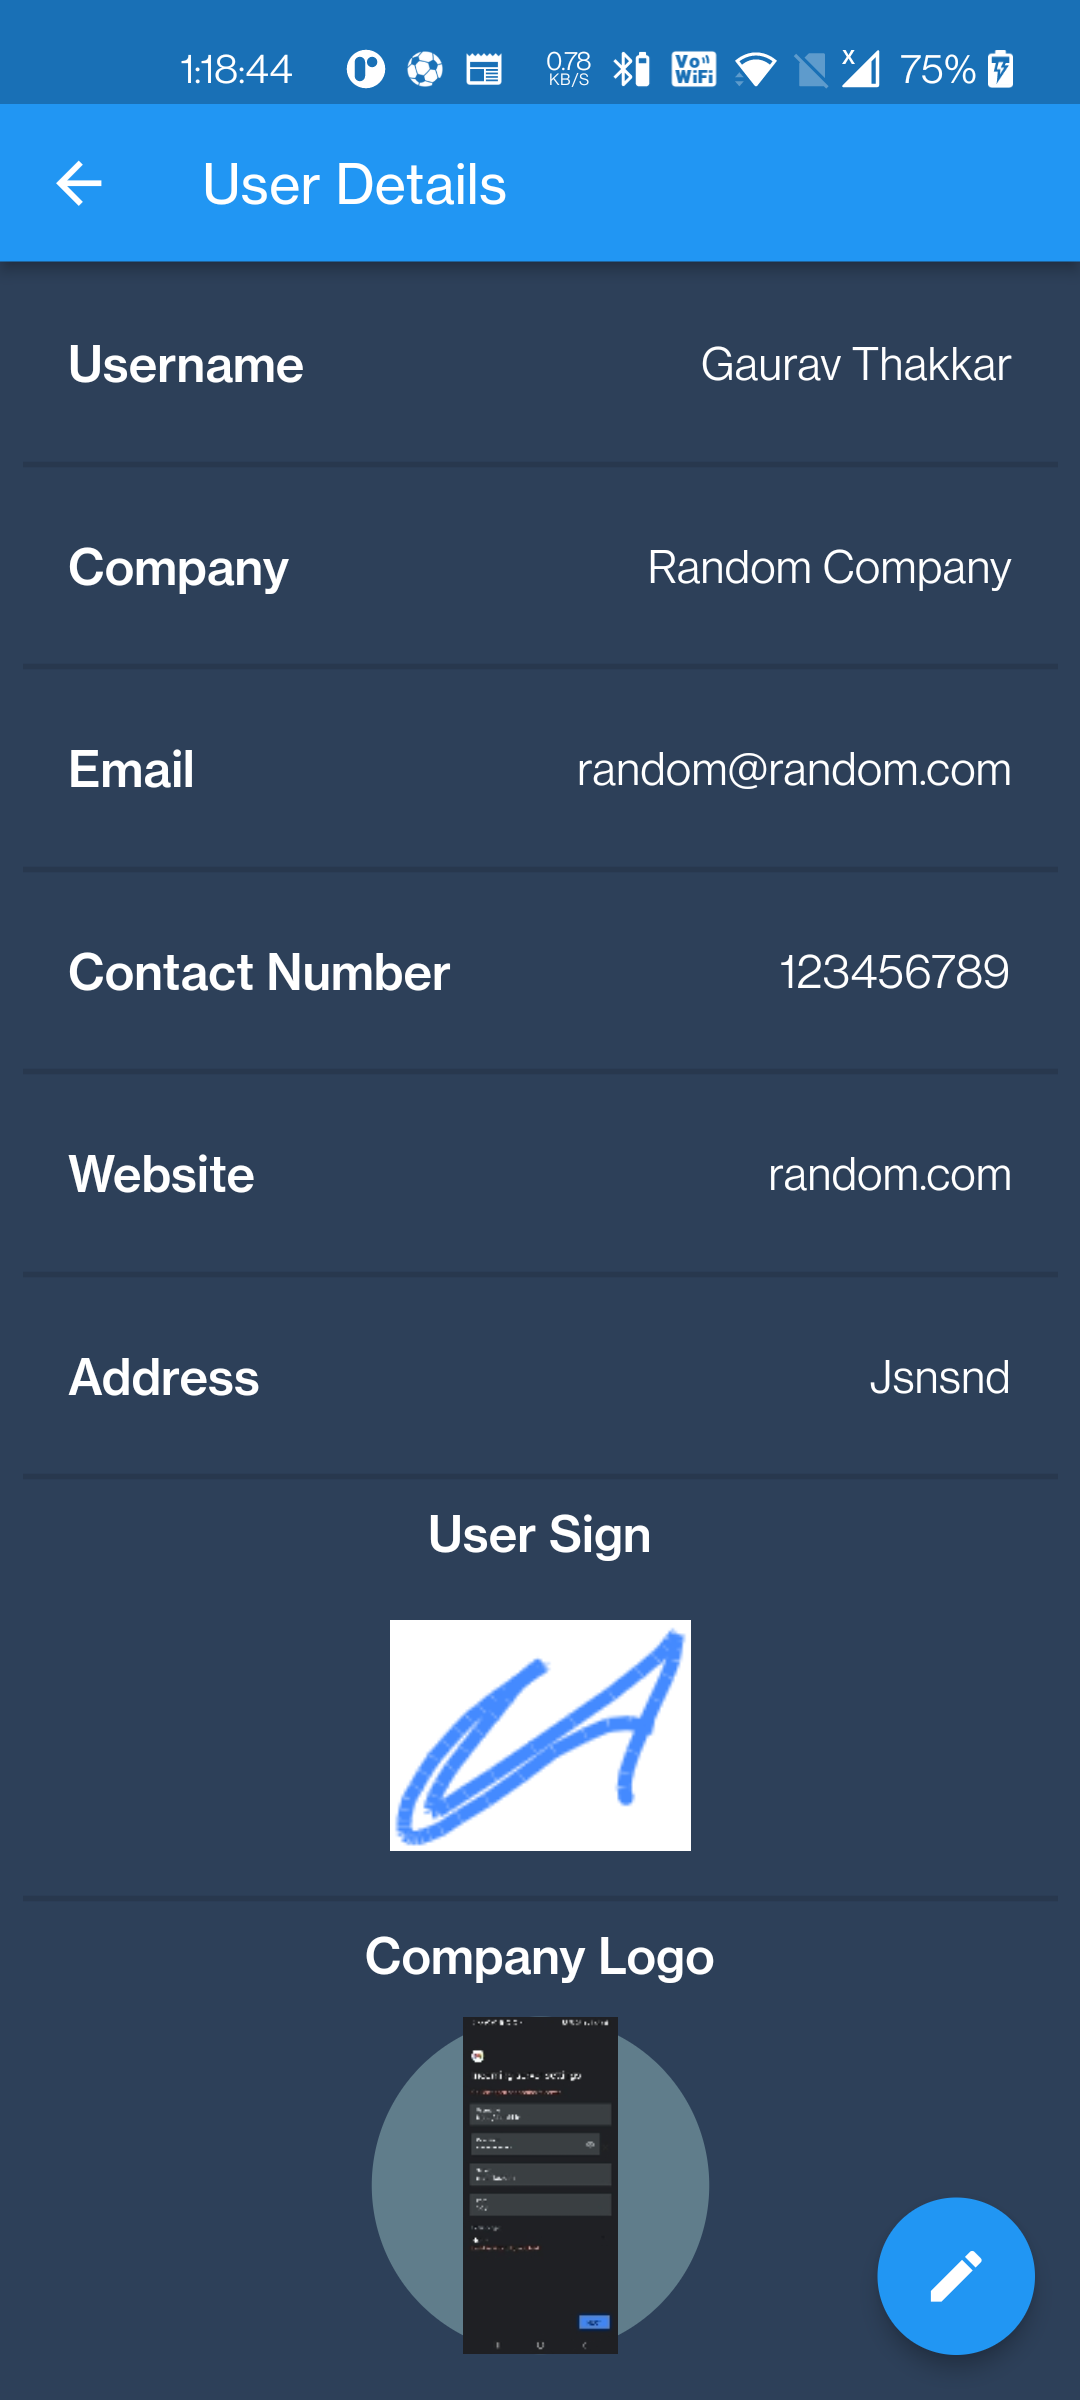 1:18:44 0.78 KB/S Vo WiFi X 75%
User Details
Username Gaurav Thakkar
Company Random Company
Email random@random.com
Contact Number 123456789
Website random.com
Address Jsnsnd
User Sign
Company Logo
settings